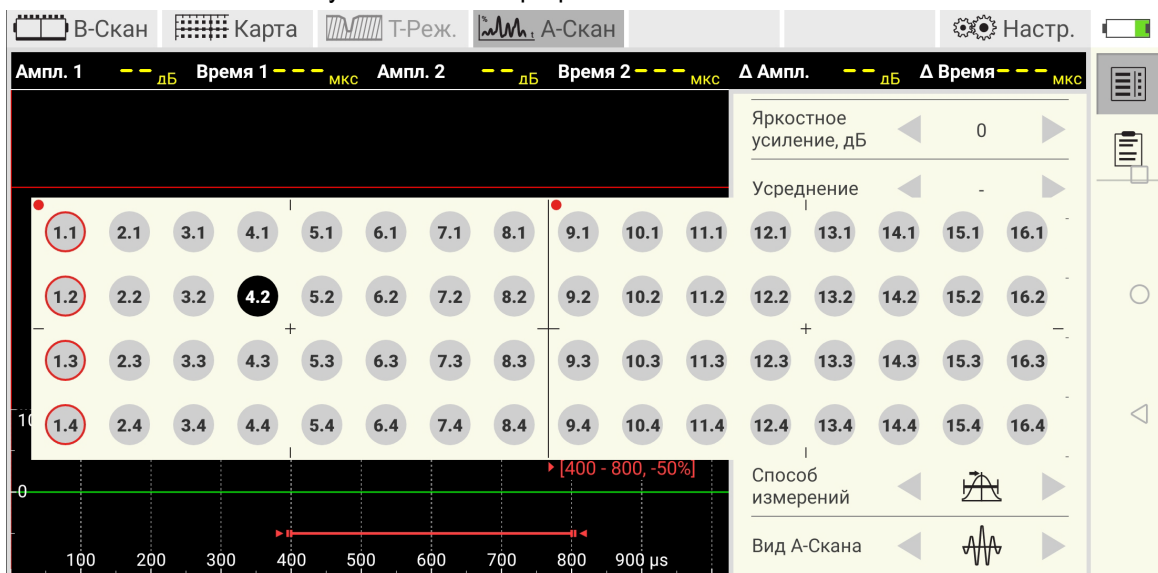 В-Скан Карта Т-Реж. А-Скан Настр.
Ампл. 1 – – дБ Время 1 – – – мкс Ампл. 2 – – дБ Время 2 – – – мкс Δ Ампл. – – дБ Δ Время – – – мкс
Яркостное
усиление, дБ 0
Усреднение -
1.1 2.1 3.1 4.1 5.1 6.1 7.1 8.1 9.1 10.1 11.1 12.1 13.1 14.1 15.1 16.1
1.2 2.2 3.2 4.2 5.2 6.2 7.2 8.2 9.2 10.2 11.2 12.2 13.2 14.2 15.2 16.2
1.3 2.3 3.3 4.3 5.3 6.3 7.3 8.3 9.3 10.3 11.3 12.3 13.3 14.3 15.3 16.3
1.4 2.4 3.4 4.4 5.4 6.4 7.4 8.4 9.4 10.4 11.4 12.4 13.4 14.4 15.4 16.4
[400 - 800, -50%]
Способ
измерений
0
Вид А-Скана
100 200 300 400 500 600 700 800 900 μs